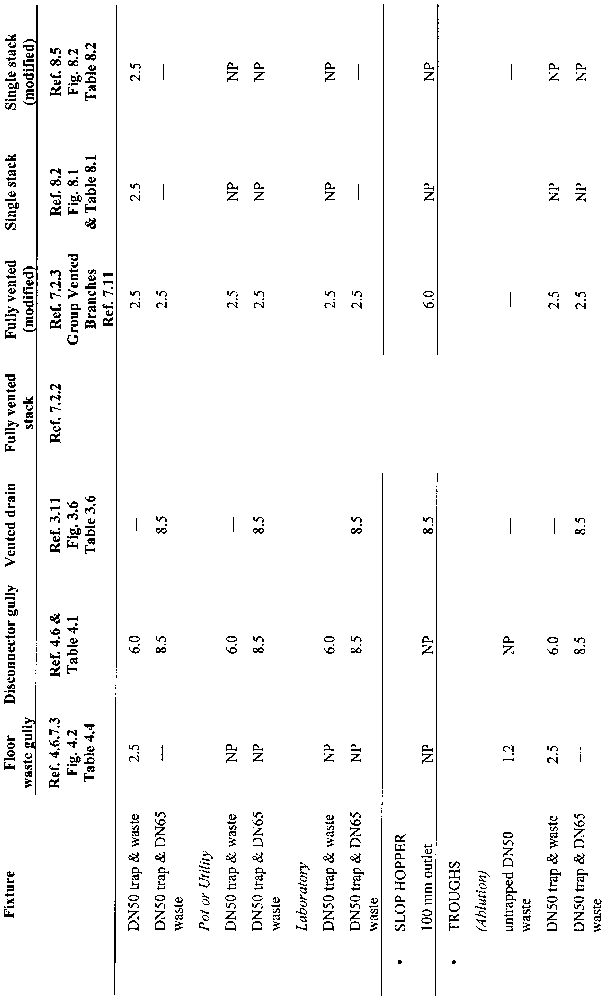 Fixture Floor waste gully Disconnector gully Vented drain Fully vented stack Fully vented (modified) Single stack Single stack (modified)
Ref. 4.6.7.3 Ref. 4.6 & Ref. 3.11 Ref. 7.2.2 Ref. 7.2.3 Ref. 8.2 Ref. 8.5
Fig. 4.2 Table 4.1 Fig. 3.6 Group Vented Fig. 8.1 Fig. 8.2
Table 4.4 Table 3.6 Branches & Table 8.1 Table 8.2
Ref. 7.11
DN50 trap & waste 2.5 6.0 — 2.5 2.5 2.5
DN50 trap & DN65 — 8.5 8.5 2.5 — —
waste
Pot or Utility
DN50 trap & waste NP 6.0 — 2.5 NP NP
DN50 trap & DN65 NP 8.5 8.5 2.5 NP NP
waste
Laboratory
DN50 trap & waste NP 6.0 — 2.5 NP NP
DN50 trap & DN65 NP 8.5 8.5 2.5 — —
waste
• SLOP HOPPER
100 mm outlet NP NP 8.5 6.0 NP NP
• TROUGHS
(Ablution)
untrapped DN50 1.2 NP — — — —
waste
DN50 trap & waste 2.5 6.0 — 2.5 NP NP
DN50 trap & DN65 — 8.5 8.5 2.5 NP NP
waste